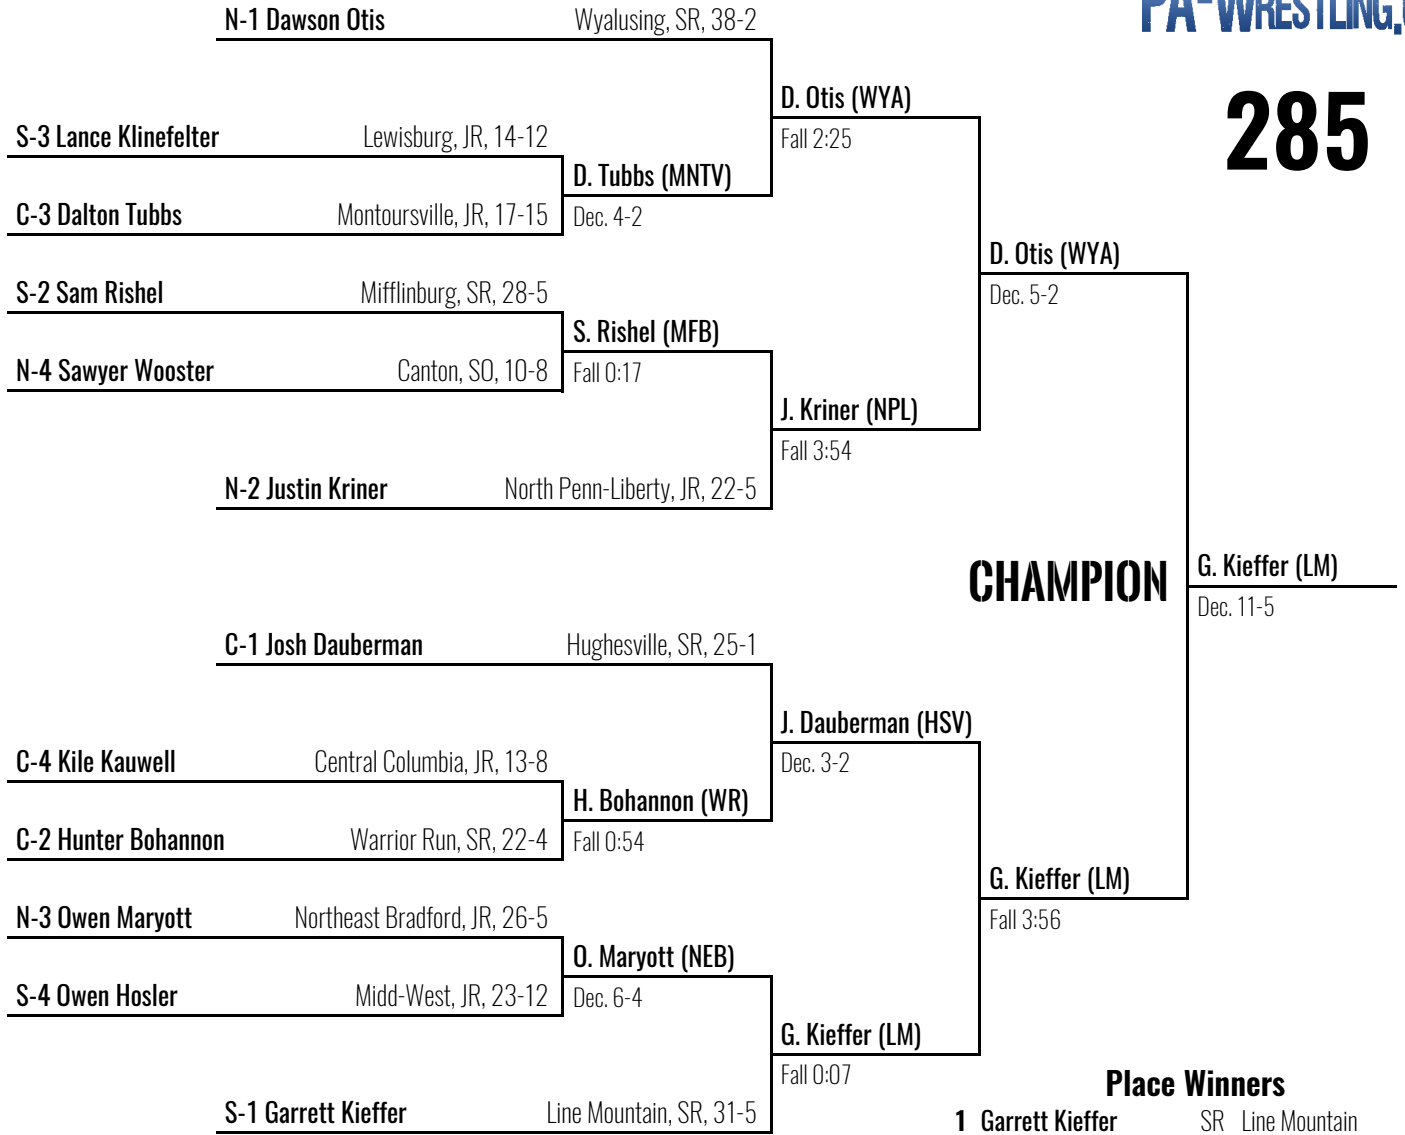 N-1 Dawson Otis Wyalusing, SR, 38-2
PA-WRESTLING.
285
D. Otis (WYA)
Fall 2:25
S-3 Lance Klinefelter Lewisburg, JR, 14-12
D. Tubbs (MNTV)
Dec. 4-2
C-3 Dalton Tubbs Montoursville, JR, 17-15
D. Otis (WYA)
Dec. 5-2
S-2 Sam Rishel Mifflinburg, SR, 28-5
S. Rishel (MFB)
Fall 0:17
N-4 Sawyer Wooster Canton, SO, 10-8
J. Kriner (NPL)
Fall 3:54
N-2 Justin Kriner North Penn-Liberty, JR, 22-5
CHAMPION
G. Kieffer (LM)
Dec. 11-5
C-1 Josh Dauberman Hughesville, SR, 25-1
J. Dauberman (HSV)
Dec. 3-2
C-4 Kile Kauwell Central Columbia, JR, 13-8
H. Bohannon (WR)
Fall 0:54
C-2 Hunter Bohannon Warrior Run, SR, 22-4
G. Kieffer (LM)
Fall 3:56
N-3 Owen Maryott Northeast Bradford, JR, 26-5
O. Maryott (NEB)
Dec. 6-4
S-4 Owen Hosler Midd-West, JR, 23-12
G. Kieffer (LM)
Fall 0:07
S-1 Garrett Kieffer Line Mountain, SR, 31-5
Place Winners
1 Garrett Kieffer SR Line Mountain